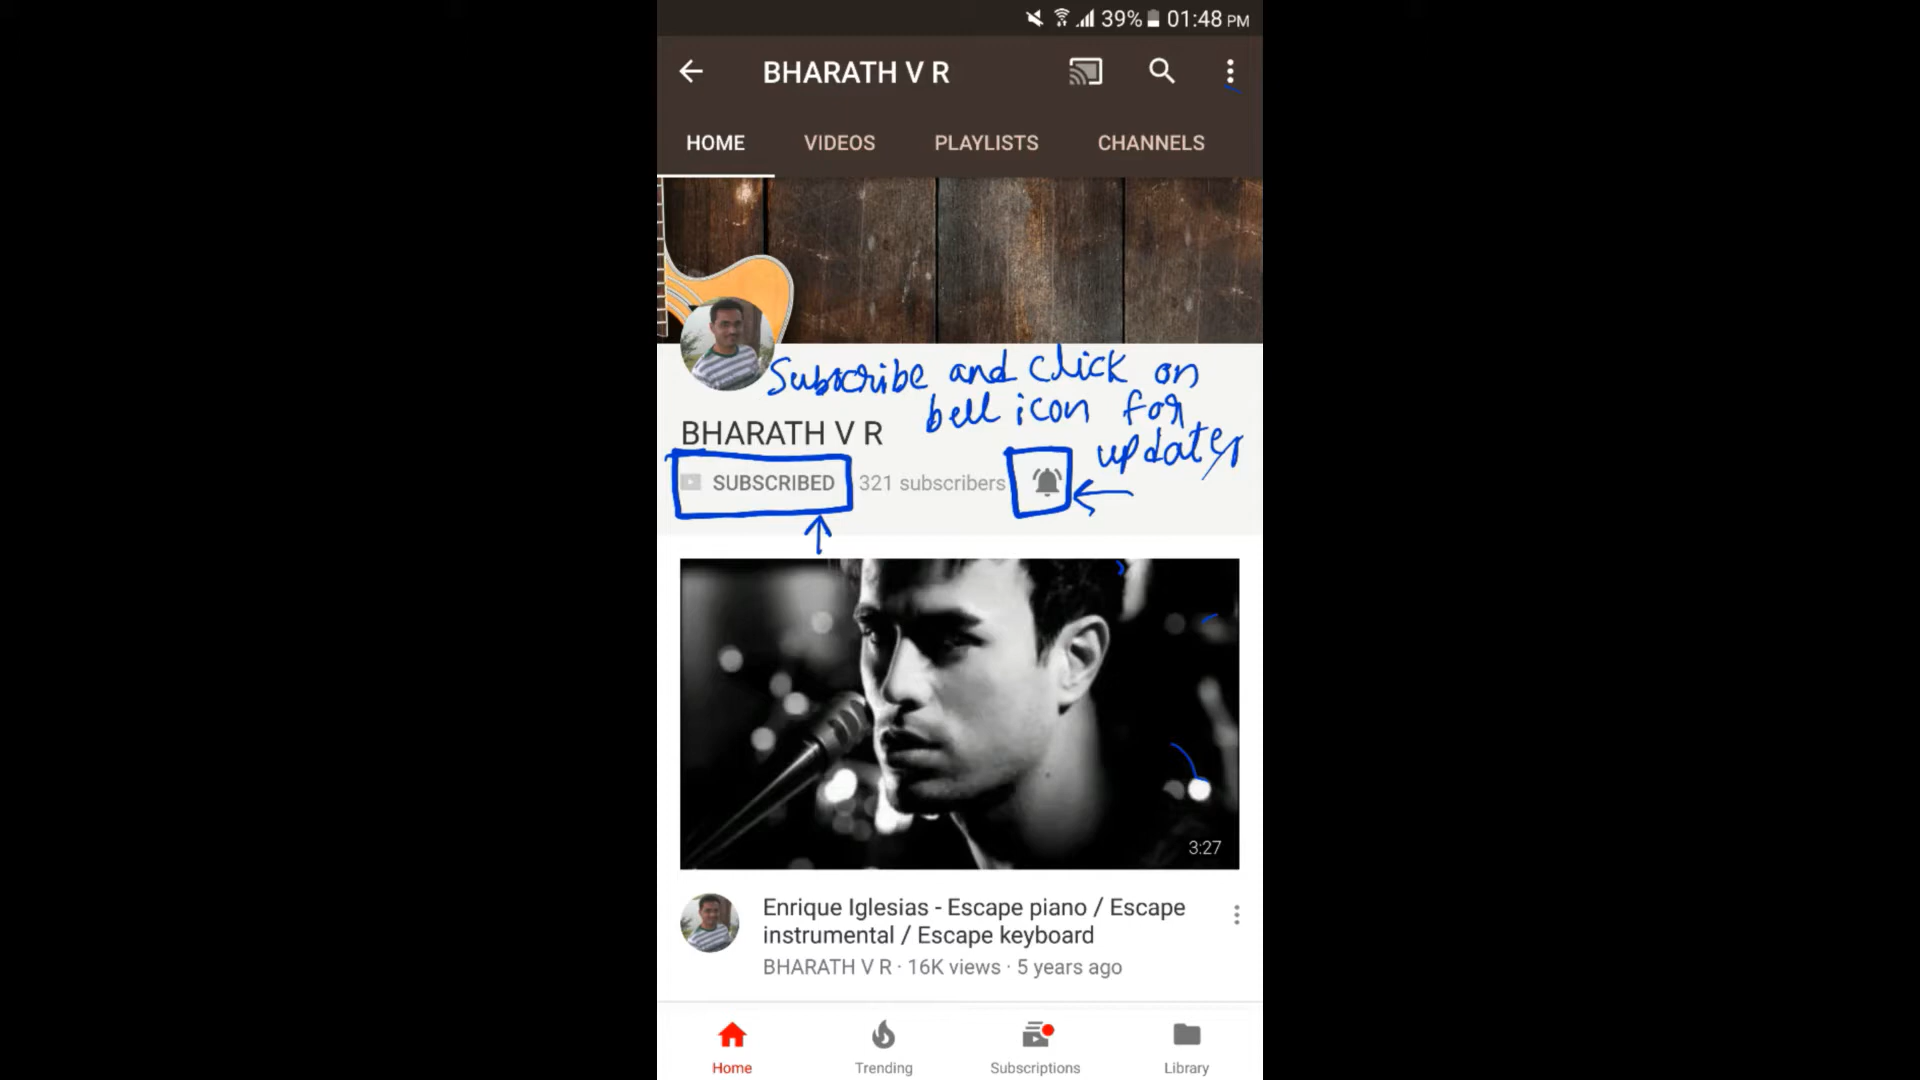 39% 01:48 PM
BHARATH V R
HOME VIDEOS PLAYLISTS CHANNELS
Subscribe and click on
bell icon for
updates
BHARATH V R
SUBSCRIBED 321 subscribers
3:27
Enrique Iglesias - Escape piano / Escape
instrumental / Escape keyboard
BHARATH V R · 16K views · 5 years ago
Home Trending Subscriptions Library